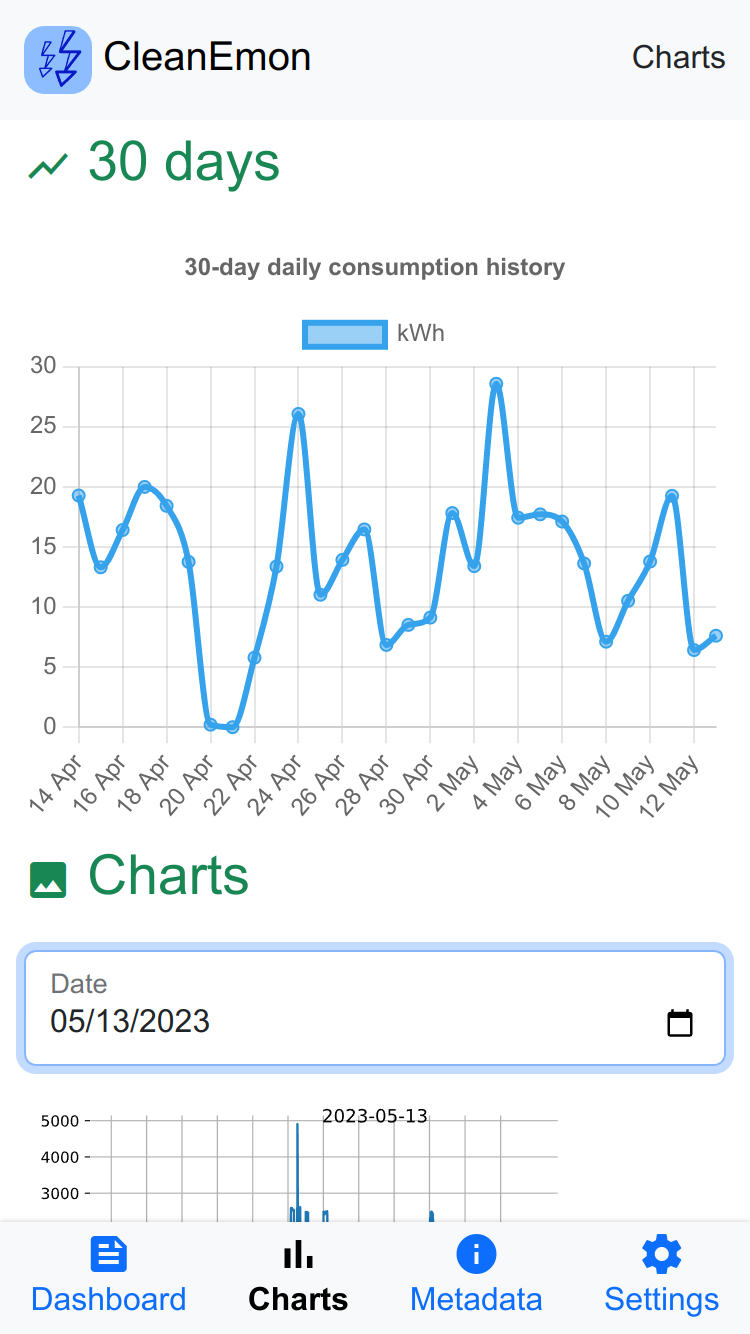 CleanEmon
Charts
30 days
30-day daily consumption history
kWh
30
25
20
15
10
5
0
14 Apr
16 Apr
18 Apr
20 Apr
22 Apr
24 Apr
26 Apr
28 Apr
30 Apr
2 May
4 May
6 May
8 May
10 May
12 May
Charts
Date
05/13/2023
2023-05-13
5000
4000
3000
Dashboard
Charts
Metadata
Settings